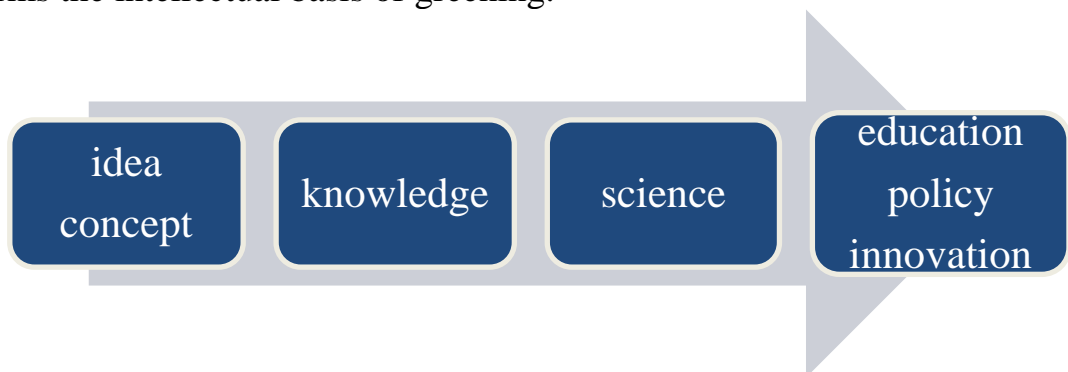 the intellectual basis of greening.
idea
concept
knowledge
science
education
policy
innovation